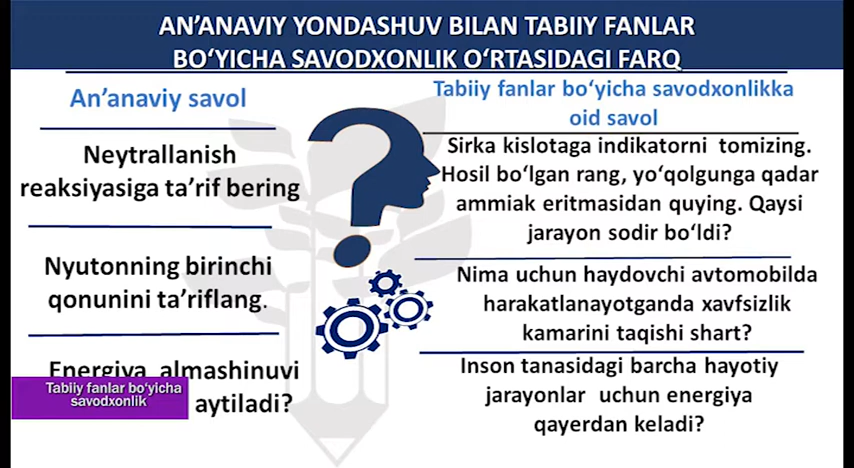 AN’ANAVIY YONDASHUV BILAN TABIIY FANLAR
BO‘YICHA SAVODXONLIK O‘RTASIDAGI FARQ
An’anaviy savol
Neytrallanish
reaksiyasiga ta’rif bering
Nyutonning birinchi
qonunini ta’riflang.
Energiya almashinuvi
aytiladi?
Tabiiy fanlar bo‘yicha savodxonlikka
oid savol
Sirka kislotaga indikatorni tomizing.
Hosil bo‘lgan rang, yo‘qolgunga qadar
ammiak eritmasidan quying. Qaysi
jarayon sodir bo‘ldi?
Nima uchun haydovchi avtomobilda
harakatlanayotganda xavfsizlik
kamarini taqishi shart?
Inson tanasidagi barcha hayotiy
jarayonlar uchun energiya
qayerdan keladi?
Tabiiy fanlar bo‘yicha
savodxonlik